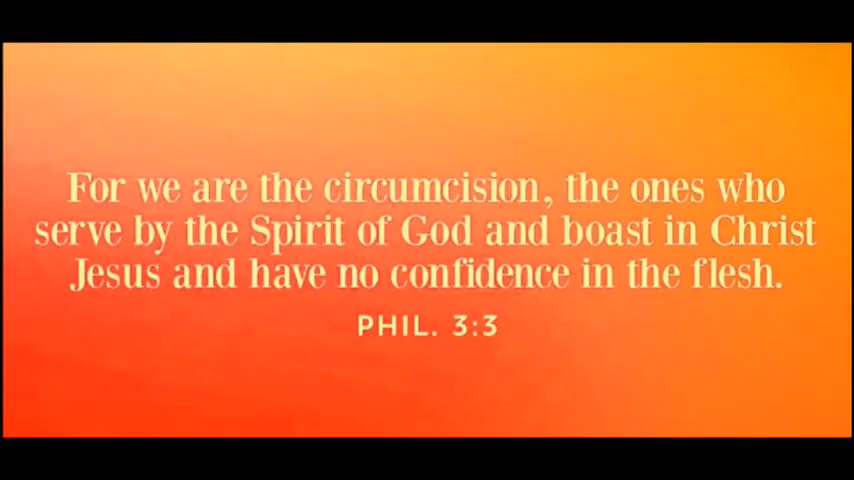 For we are the circumcision, the ones who
serve by the Spirit of God and boast in Christ
Jesus and have no confidence in the flesh.
PHIL. 3:3